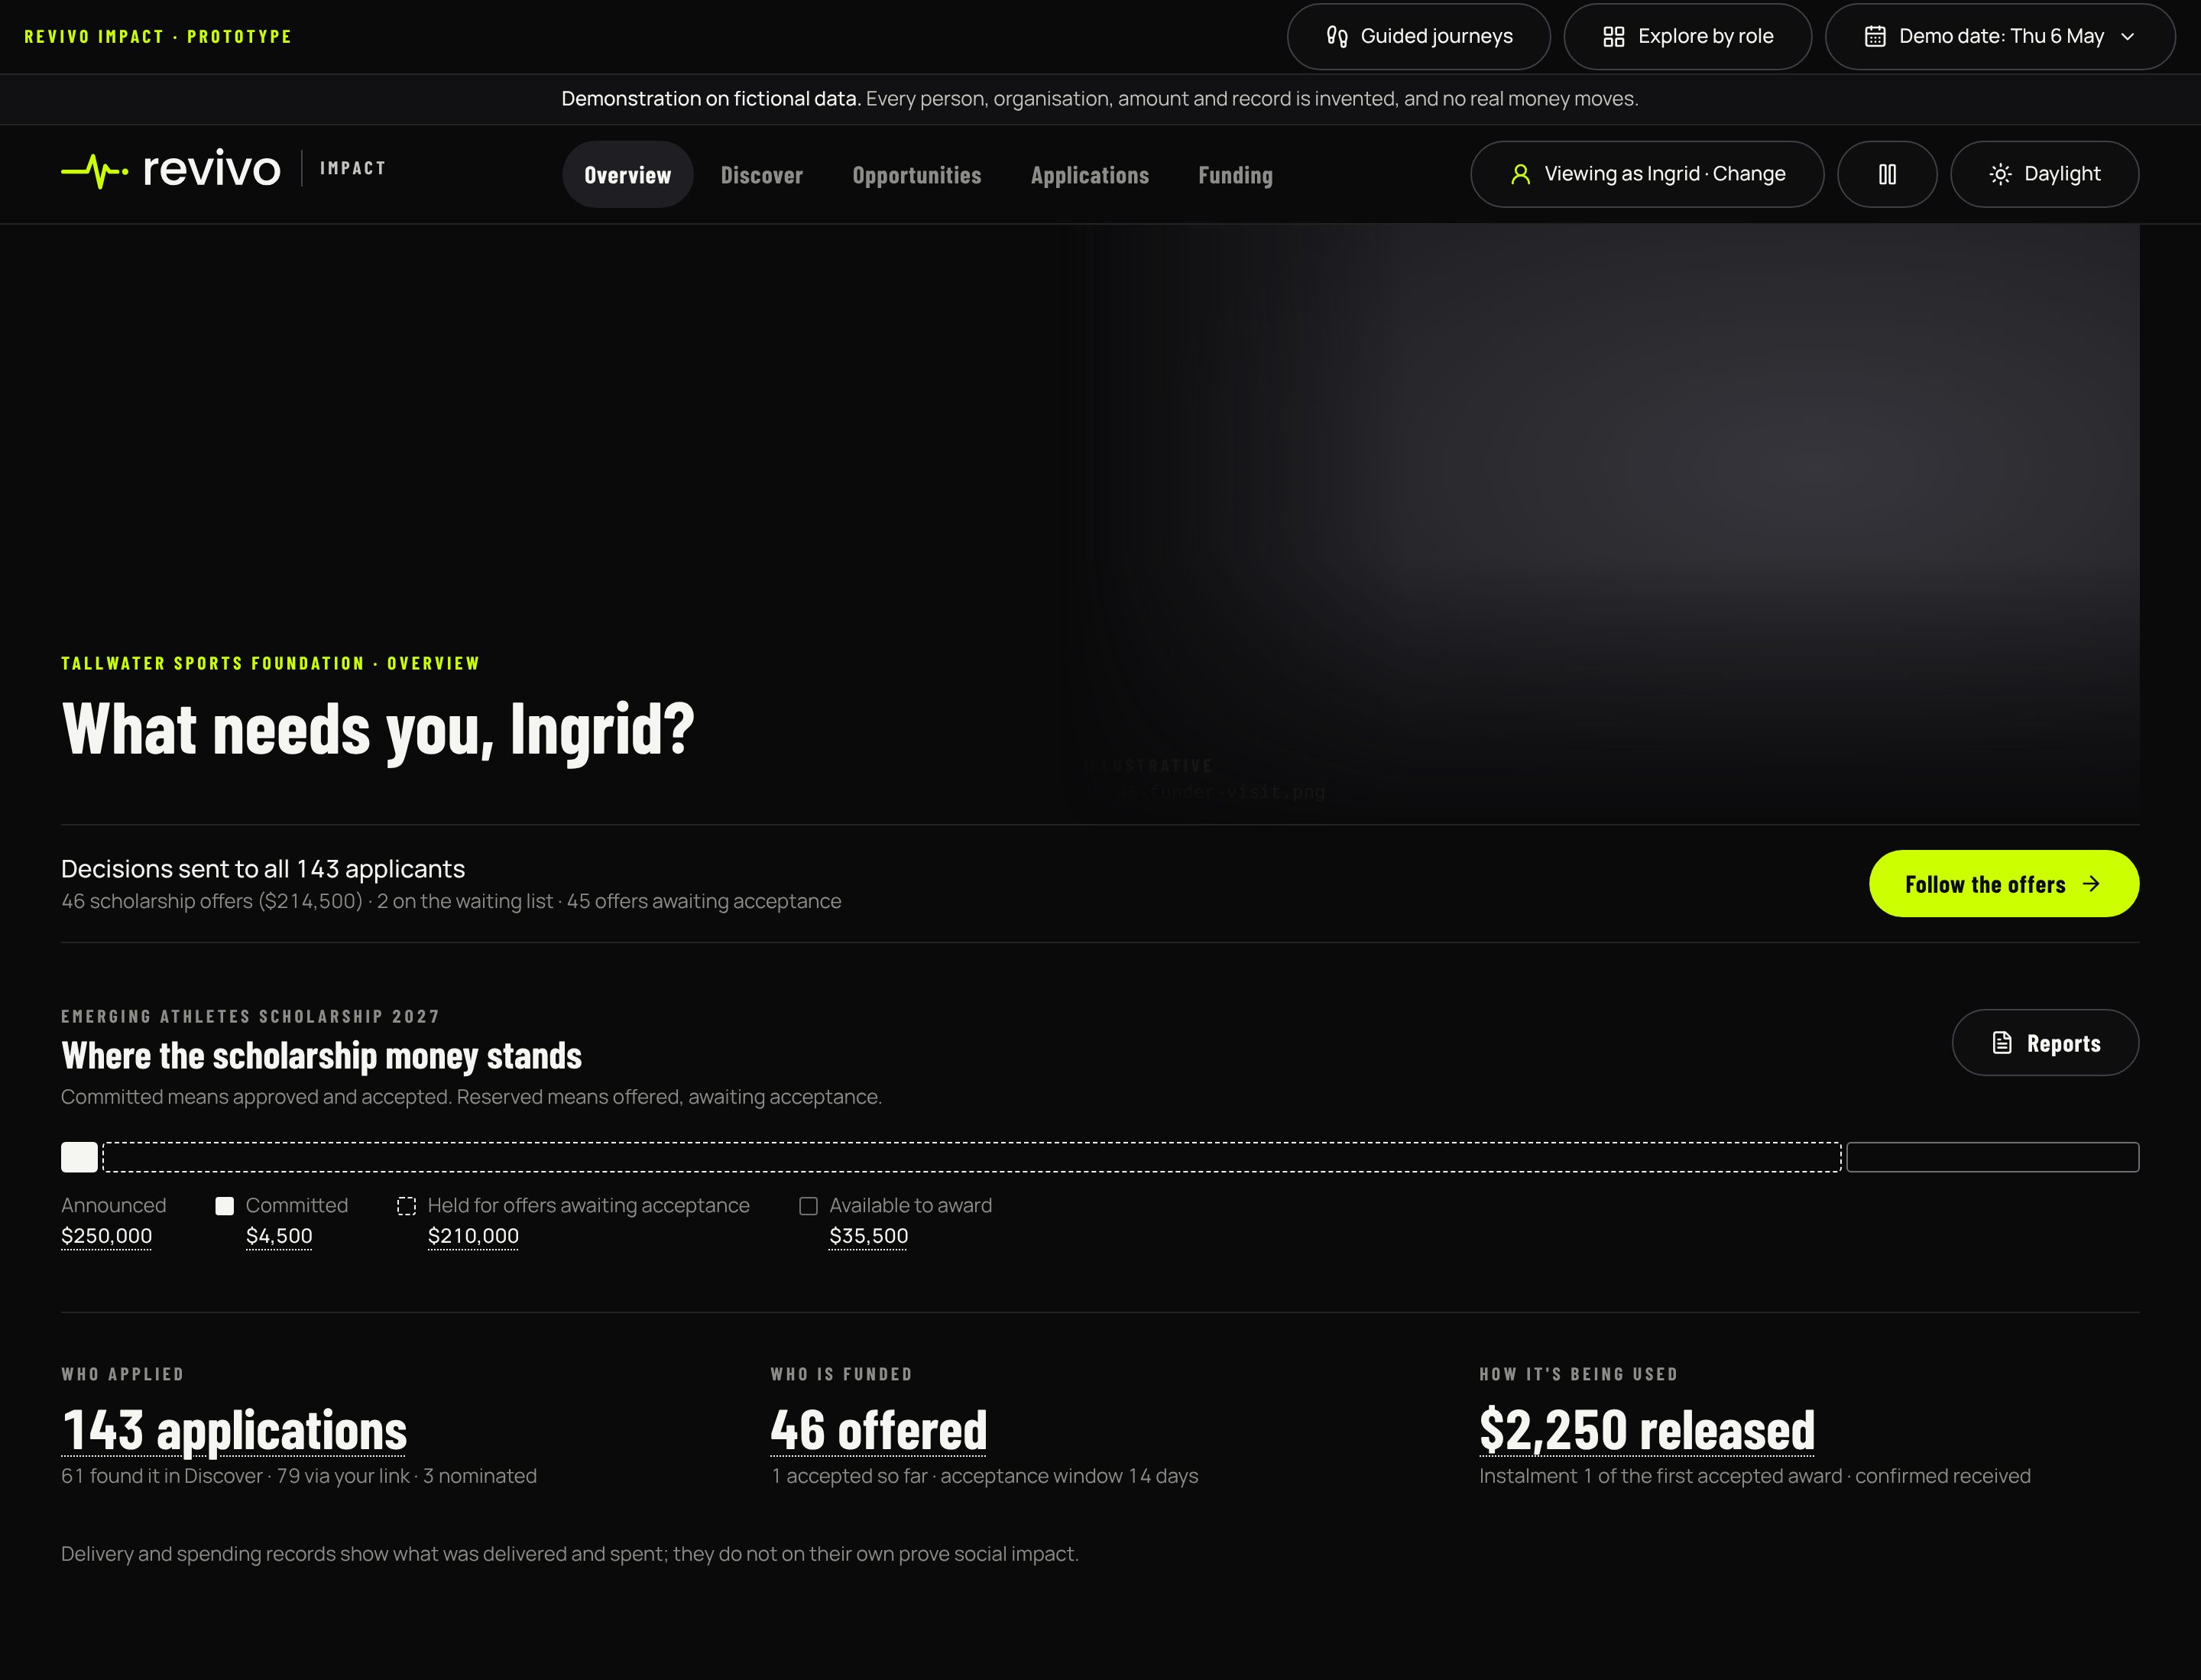 REVIVO IMPACT · PROTOTYPE
Guided journeys
Explore by role
Demo date: Thu 6 May
Demonstration on fictional data. Every person, organisation, amount and record is invented, and no real money moves.
revivo
IMPACT
Overview
Discover
Opportunities
Applications
Funding
Viewing as Ingrid · Change
Daylight
TALLWATER SPORTS FOUNDATION · OVERVIEW
What needs you, Ingrid?
ILLUSTRATIVE
funder-visit.png
Decisions sent to all 143 applicants
46 scholarship offers ($214,500) · 2 on the waiting list · 45 offers awaiting acceptance
Follow the offers
EMERGING ATHLETES SCHOLARSHIP 2027
Where the scholarship money stands
Reports
Committed means approved and accepted. Reserved means offered, awaiting acceptance.
Announced
$250,000
Committed
$4,500
Held for offers awaiting acceptance
$210,000
Available to award
$35,500
WHO APPLIED
143 applications
61 found it in Discover · 79 via your link · 3 nominated
WHO IS FUNDED
46 offered
1 accepted so far · acceptance window 14 days
HOW IT'S BEING USED
$2,250 released
Instalment 1 of the first accepted award · confirmed received
Delivery and spending records show what was delivered and spent; they do not on their own prove social impact.